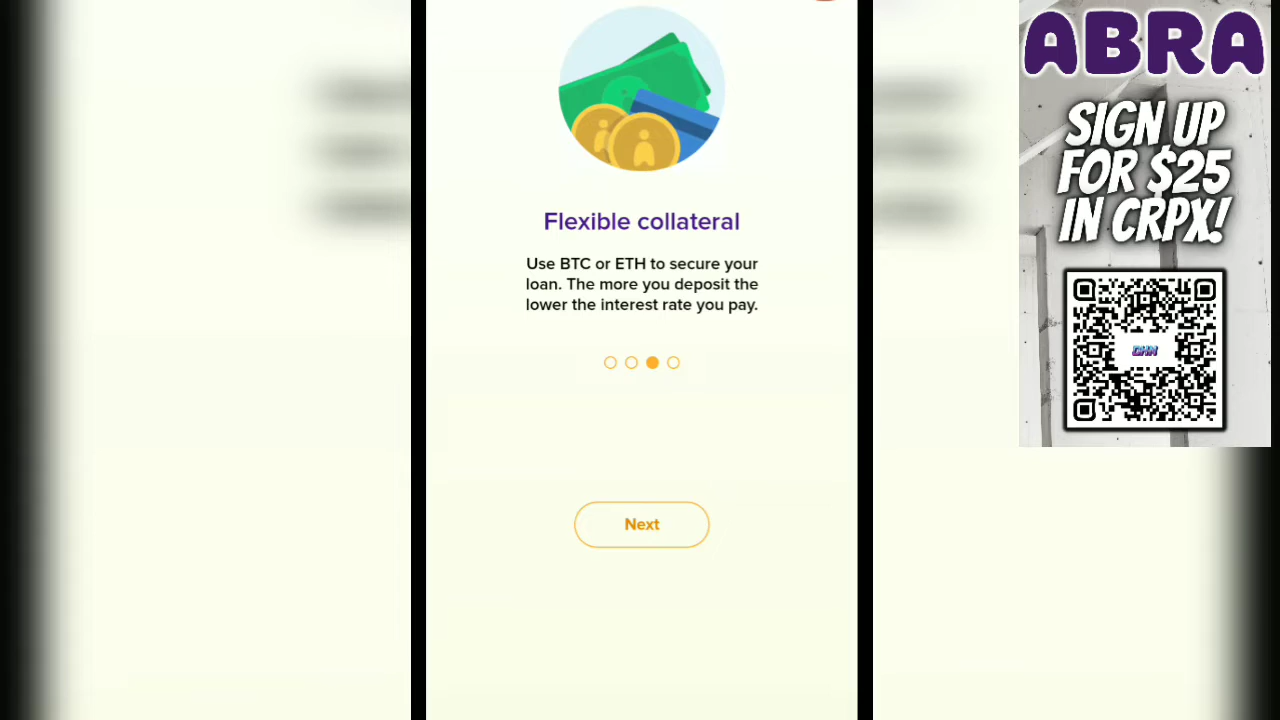 Flexible collateral
Use BTC or ETH to secure your
loan. The more you deposit the
lower the interest rate you pay.
Next
ABRA
SIGN UP
FOR $25
IN CRPX!
CHN